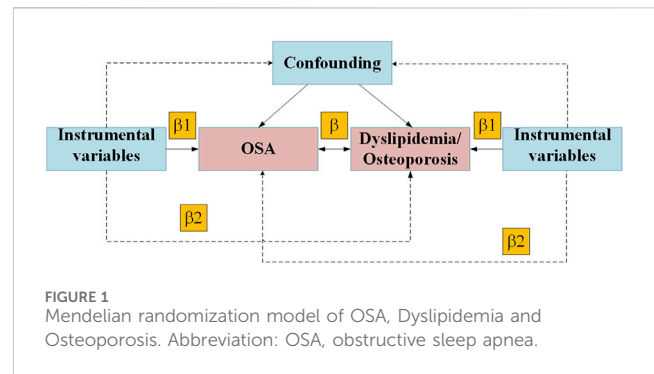 Confounding
β1
β
β1
Instrumental
variables
OSA
Dyslipidemia/
Osteoporosis
Instrumental
variables
β2
β2
FIGURE 1
Mendelian randomization model of OSA, Dyslipidemia and
Osteoporosis. Abbreviation: OSA, obstructive sleep apnea.